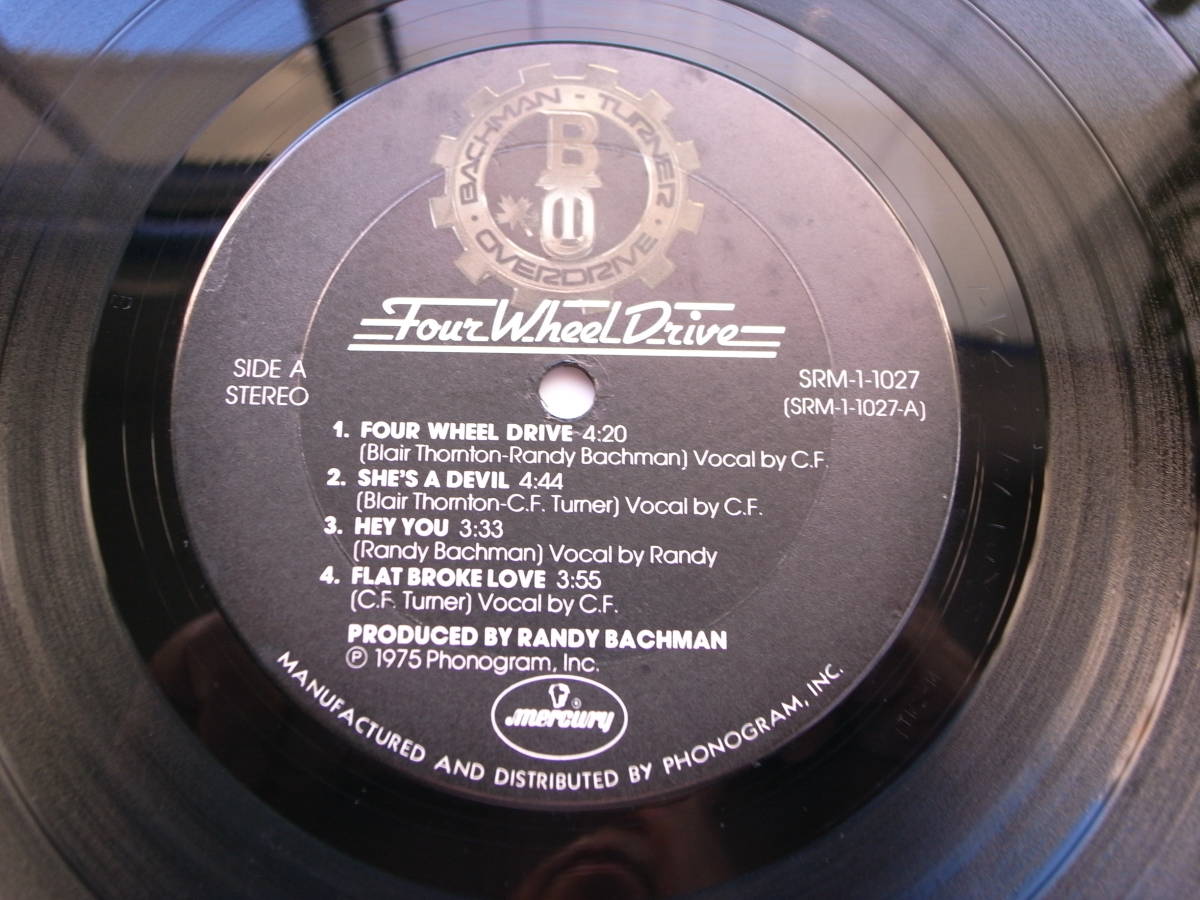 BACHMAN · TURNER · OVERDRIVE ·
B
Four Wheel Drive
SIDE A
STEREO
SRM-1-1027
(SRM-1-1027-A)
1. FOUR WHEEL DRIVE 4:20
(Blair Thornton-Randy Bachman) Vocal by C.F.
2. SHE'S A DEVIL 4:44
(Blair Thornton-C.F. Turner) Vocal by C.F.
3. HEY YOU 3:33
(Randy Bachman) Vocal by Randy
4. FLAT BROKE LOVE 3:55
(C.F. Turner) Vocal by C.F.
PRODUCED BY RANDY BACHMAN
℗ 1975 Phonogram, Inc.
mercury ®
MANUFACTURED AND DISTRIBUTED BY PHONOGRAM, INC.